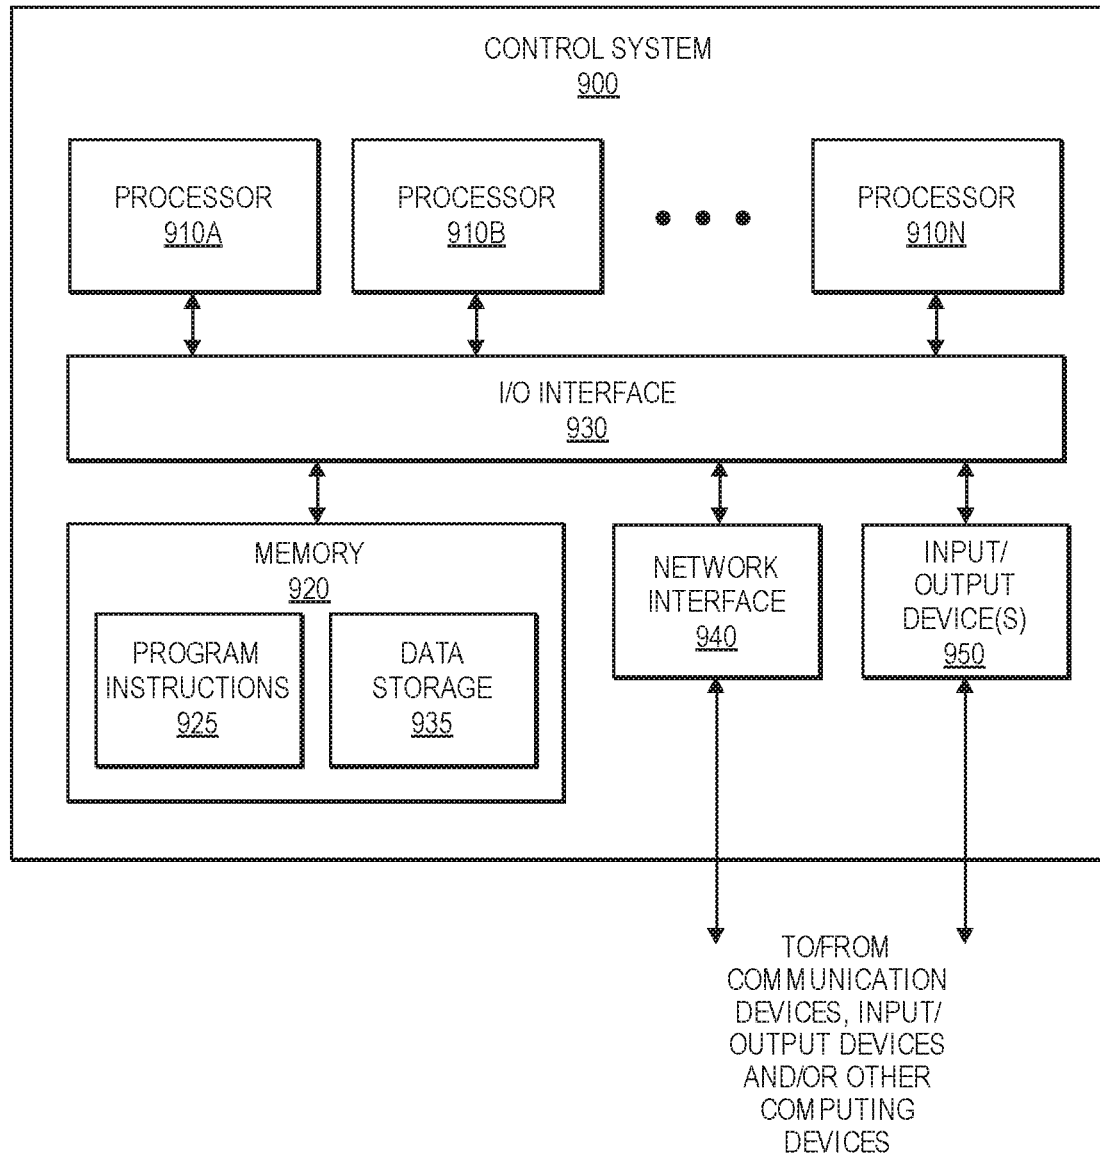 CONTROL SYSTEM
900
PROCESSOR
910A
PROCESSOR
910B
PROCESSOR
910N
I/O INTERFACE
930
MEMORY
920
PROGRAM
INSTRUCTIONS
925
DATA
STORAGE
935
NETWORK
INTERFACE
940
INPUT/
OUTPUT
DEVICE(S)
950
TO/FROM
COMMUNICATION
DEVICES, INPUT/
OUTPUT DEVICES
AND/OR OTHER
COMPUTING
DEVICES